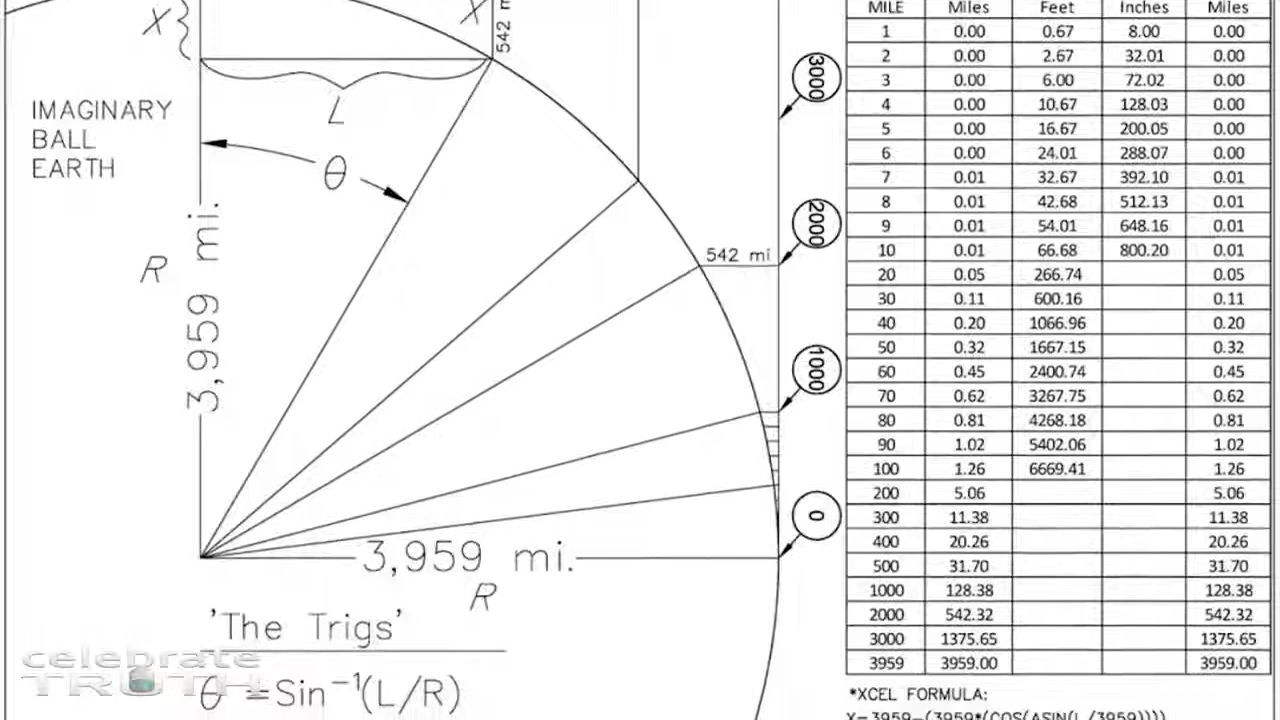 X
X
542 m
L
IMAGINARY
BALL
EARTH
θ
R
3,959 mi.
3,959 mi.
R
542 mi
3000
2000
1000
0
'The Trigs'
θ =Sin⁻¹(L/R)
celebrate
TRUTH
MILE Miles Feet Inches Miles
1 0.00 0.67 8.00 0.00
2 0.00 2.67 32.01 0.00
3 0.00 6.00 72.02 0.00
4 0.00 10.67 128.03 0.00
5 0.00 16.67 200.05 0.00
6 0.00 24.01 288.07 0.00
7 0.01 32.67 392.10 0.01
8 0.01 42.68 512.13 0.01
9 0.01 54.01 648.16 0.01
10 0.01 66.68 800.20 0.01
20 0.05 266.74 0.05
30 0.11 600.16 0.11
40 0.20 1066.96 0.20
50 0.32 1667.15 0.32
60 0.45 2400.74 0.45
70 0.62 3267.75 0.62
80 0.81 4268.18 0.81
90 1.02 5402.06 1.02
100 1.26 6669.41 1.26
200 5.06 5.06
300 11.38 11.38
400 20.26 20.26
500 31.70 31.70
1000 128.38 128.38
2000 542.32 542.32
3000 1375.65 1375.65
3959 3959.00 3959.00
*XCEL FORMULA:
X=3959-(3959*(COS(ASIN(L/3959))))